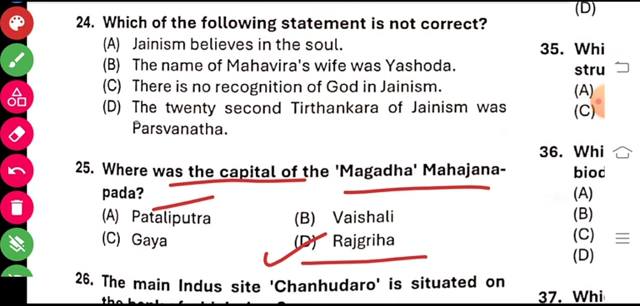 24. Which of the following statement is not correct?
(A) Jainism believes in the soul.
(B) The name of Mahavira's wife was Yashoda.
(C) There is no recognition of God in Jainism.
(D) The twenty second Tirthankara of Jainism was
Parsvanatha.
25. Where was the capital of the 'Magadha' Mahajana-
pada?
(A) Pataliputra (B) Vaishali
(C) Gaya (D) Rajgriha
26. The main Indus site 'Chanhudaro' is situated on
(D)
35. Whi
stru
(A)
(C)
36. Whi
biod
(A)
(B)
(C)
(D)
37. Whi